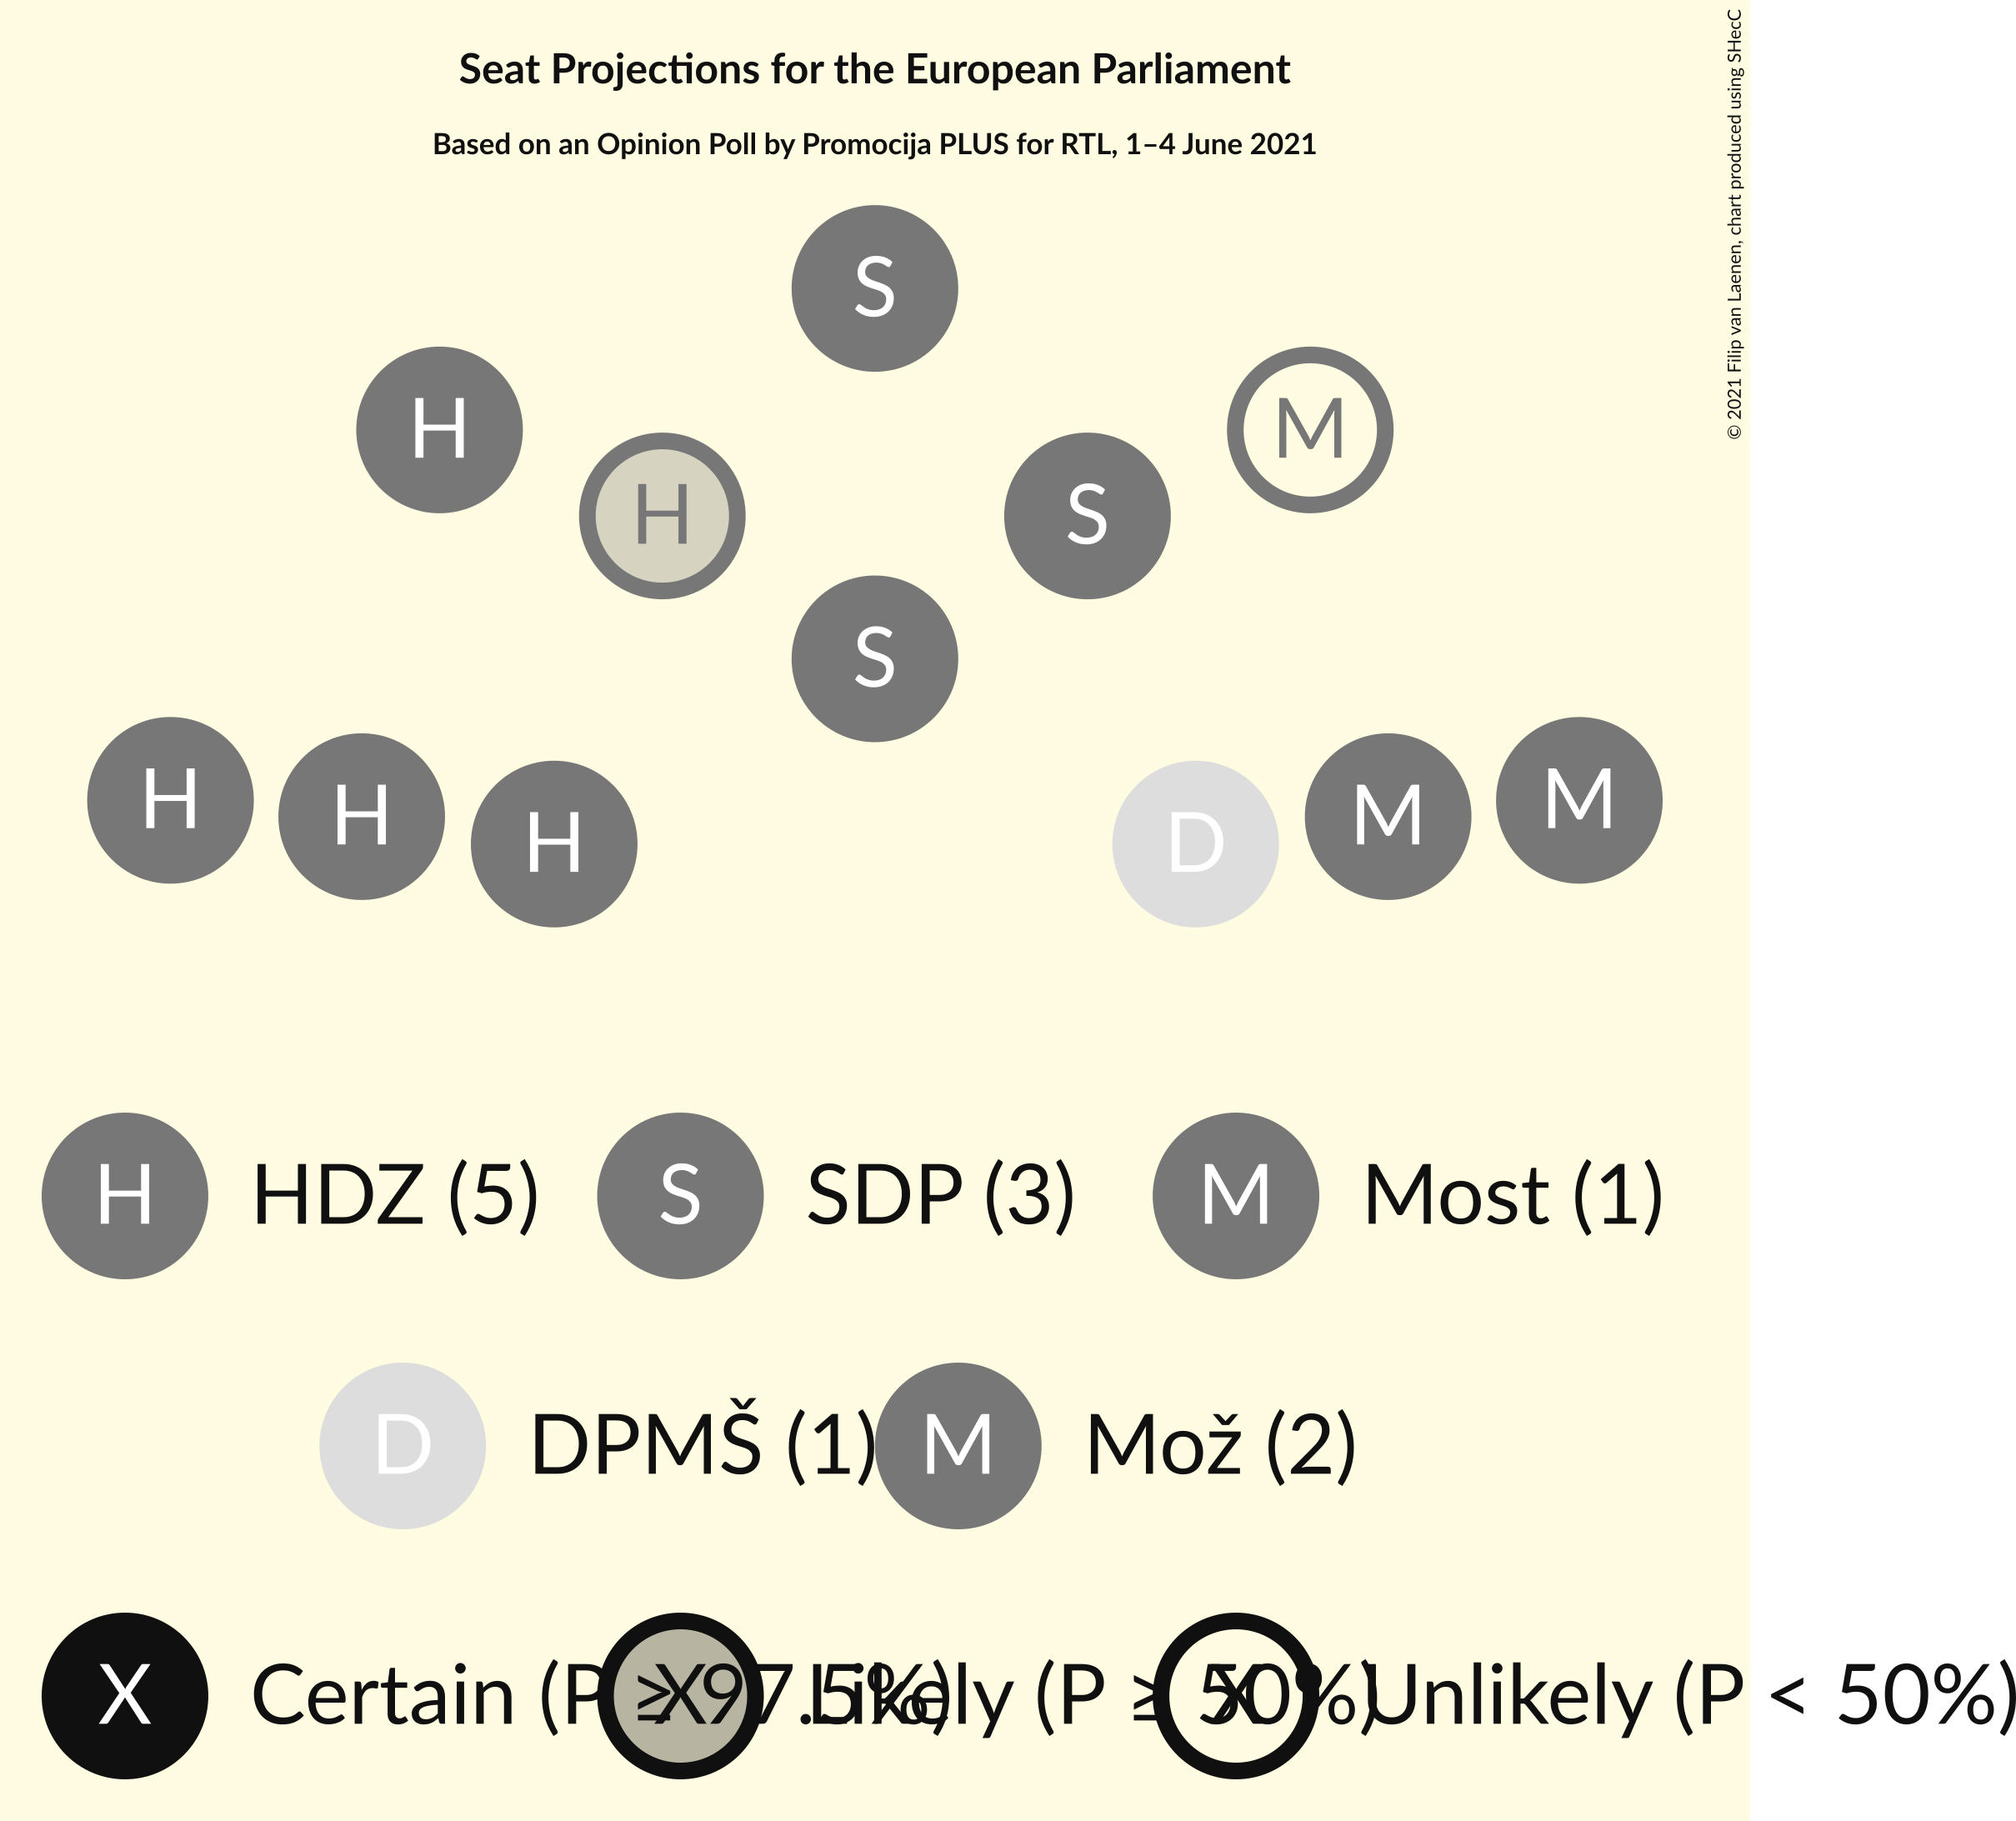 Seat Projections for the European Parliament
Based on an Opinion Poll by Promocija PLUS for RTL, 1–4 June 2021
© 2021 Filip van Laenen, chart produced using SHecC
S
H
M
H
S
S
H
H
H
D
M
M
H HDZ (5) S SDP (3) M Most (1)
D DPMŠ (1) M Mož (2)
X Certain (P ≥ 97.5%) X Likely (P ≥ 50%) X? Unlikely (P < 50%)